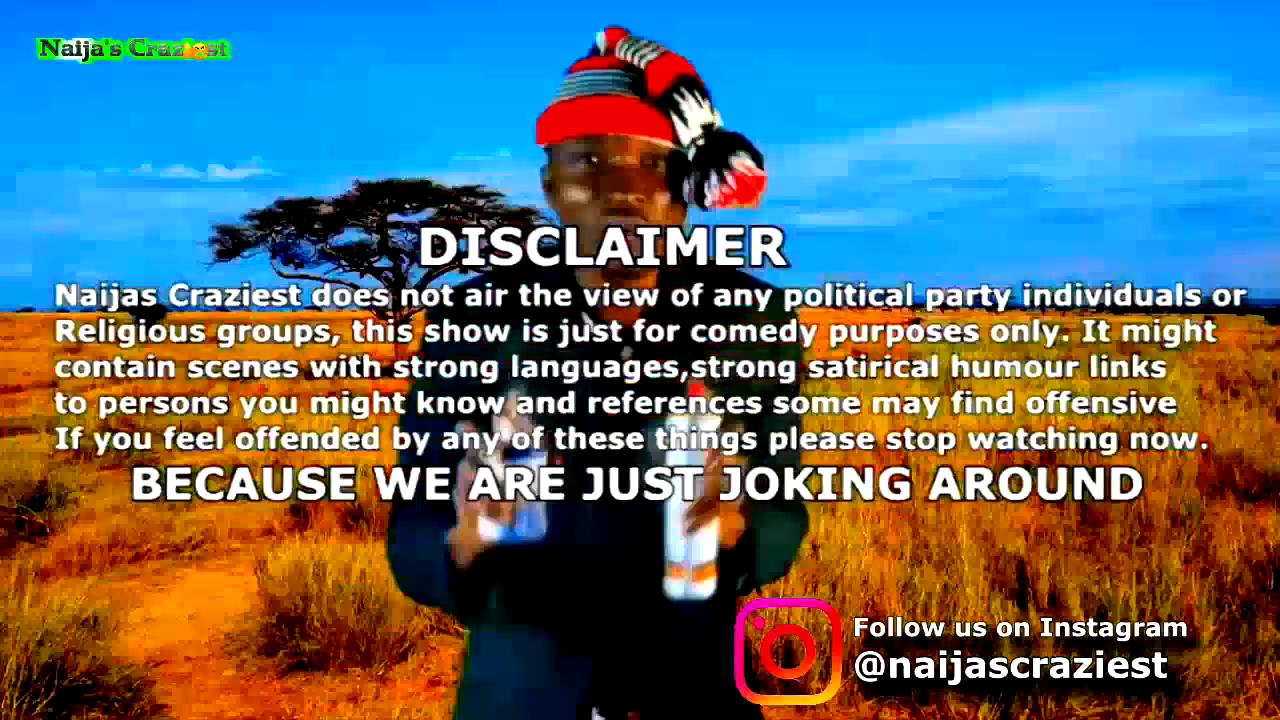 Naija's Craziest
DISCLAIMER
Naijas Craziest does not air the view of any political party individuals or
Religious groups, this show is just for comedy purposes only. It might
contain scenes with strong languages,strong satirical humour links
to persons you might know and references some may find offensive
If you feel offended by any of these things please stop watching now.
BECAUSE WE ARE JUST JOKING AROUND
Follow us on Instagram
@naijascraziest